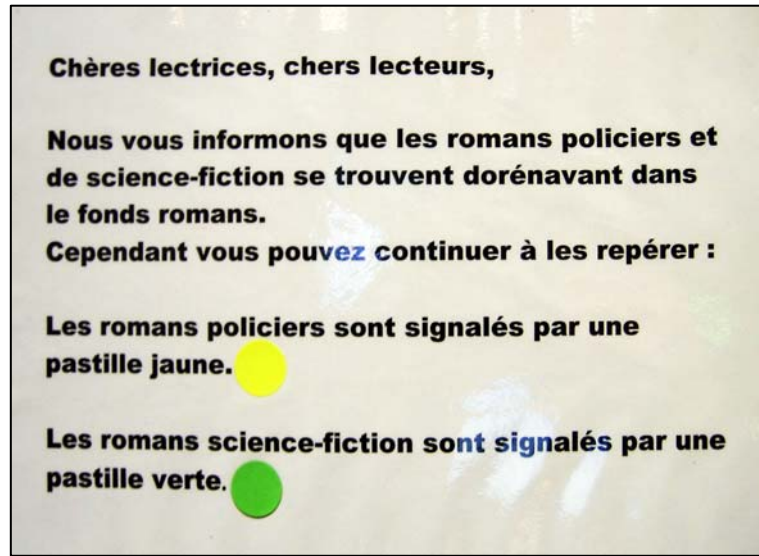 Chères lectrices, chers lecteurs,
Nous vous informons que les romans policiers et
de science-fiction se trouvent dorénavant dans
le fonds romans.
Cependant vous pouvez continuer à les repérer :
Les romans policiers sont signalés par une
pastille jaune.
Les romans science-fiction sont signalés par une
pastille verte.